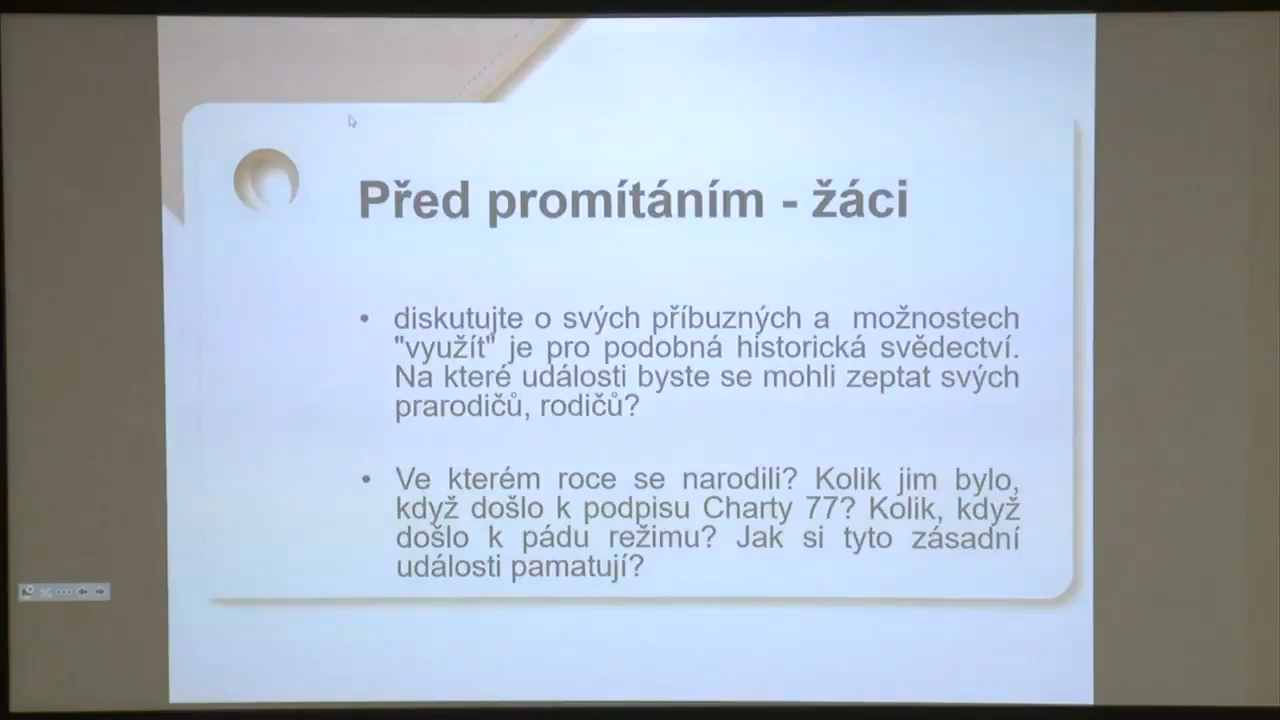 Před promítáním - žáci
• diskutujte o svých příbuzných a možnostech
"využít" je pro podobná historická svědectví.
Na které události byste se mohli zeptat svých
prarodičů, rodičů?
• Ve kterém roce se narodili? Kolik jim bylo,
když došlo k podpisu Charty 77? Kolik, když
došlo k pádu režimu? Jak si tyto zásadní
události pamatují?